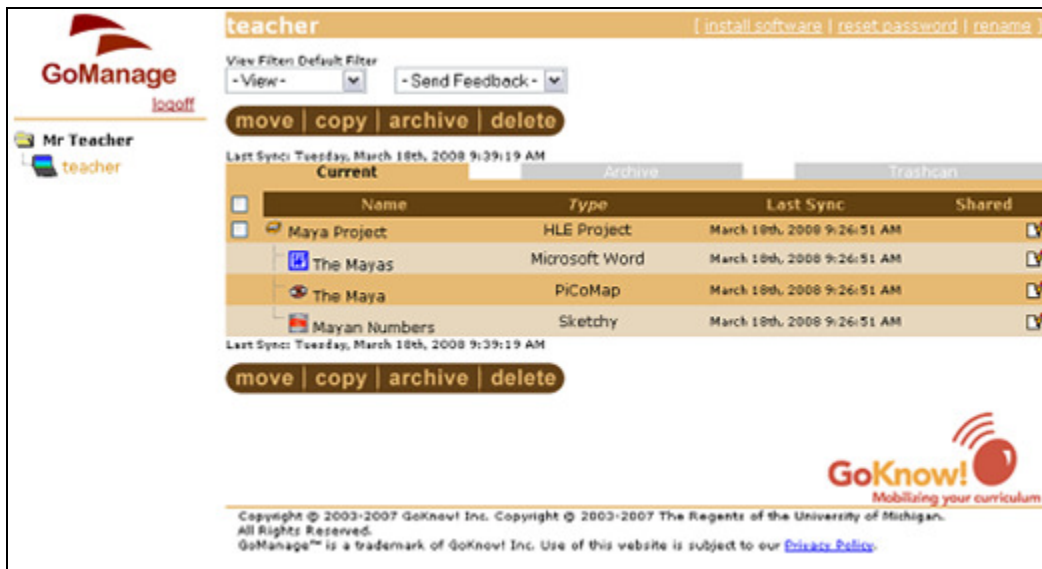 teacher [ install software | reset password | rename ]
GoManage
logoff
Mr Teacher
teacher
View Filter: Default Filter
- View - - Send Feedback -
move | copy | archive | delete
Last Sync: Tuesday, March 18th, 2008 9:39:19 AM
Current Archive Trashcan
Name Type Last Sync Shared
Maya Project HLE Project March 18th, 2008 9:26:51 AM
The Mayas Microsoft Word March 18th, 2008 9:26:51 AM
The Maya PiCoMap March 18th, 2008 9:26:51 AM
Mayan Numbers Sketchy March 18th, 2008 9:26:51 AM
Last Sync: Tuesday, March 18th, 2008 9:39:19 AM
move | copy | archive | delete
GoKnow!
Mobilizing your curriculum
Copyright © 2003-2007 GoKnow! Inc. Copyright © 2003-2007 The Regents of the University of Michigan.
All Rights Reserved.
GoManage™ is a trademark of GoKnow! Inc. Use of this website is subject to our Privacy Policy.